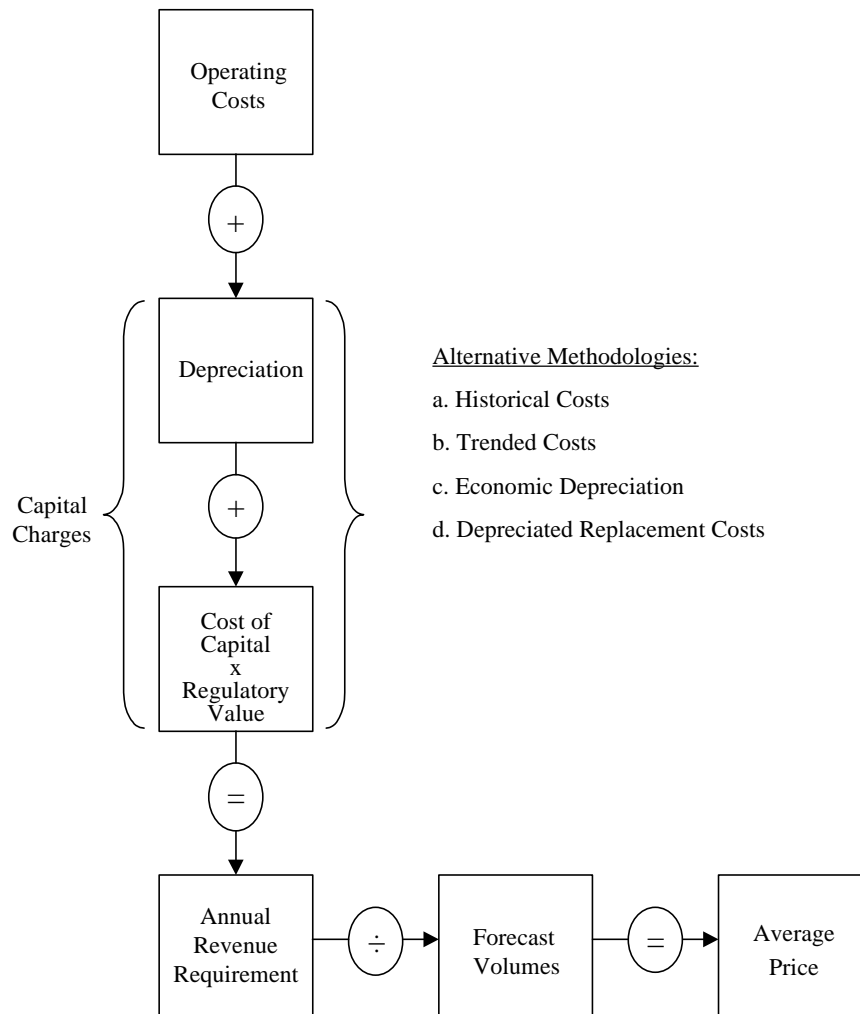 Operating
Costs
+
Depreciation
+
Capital
Charges
Cost of
Capital
x
Regulatory
Value
Alternative Methodologies:
a. Historical Costs
b. Trended Costs
c. Economic Depreciation
d. Depreciated Replacement Costs
=
Annual
Revenue
Requirement
÷
Forecast
Volumes
=
Average
Price